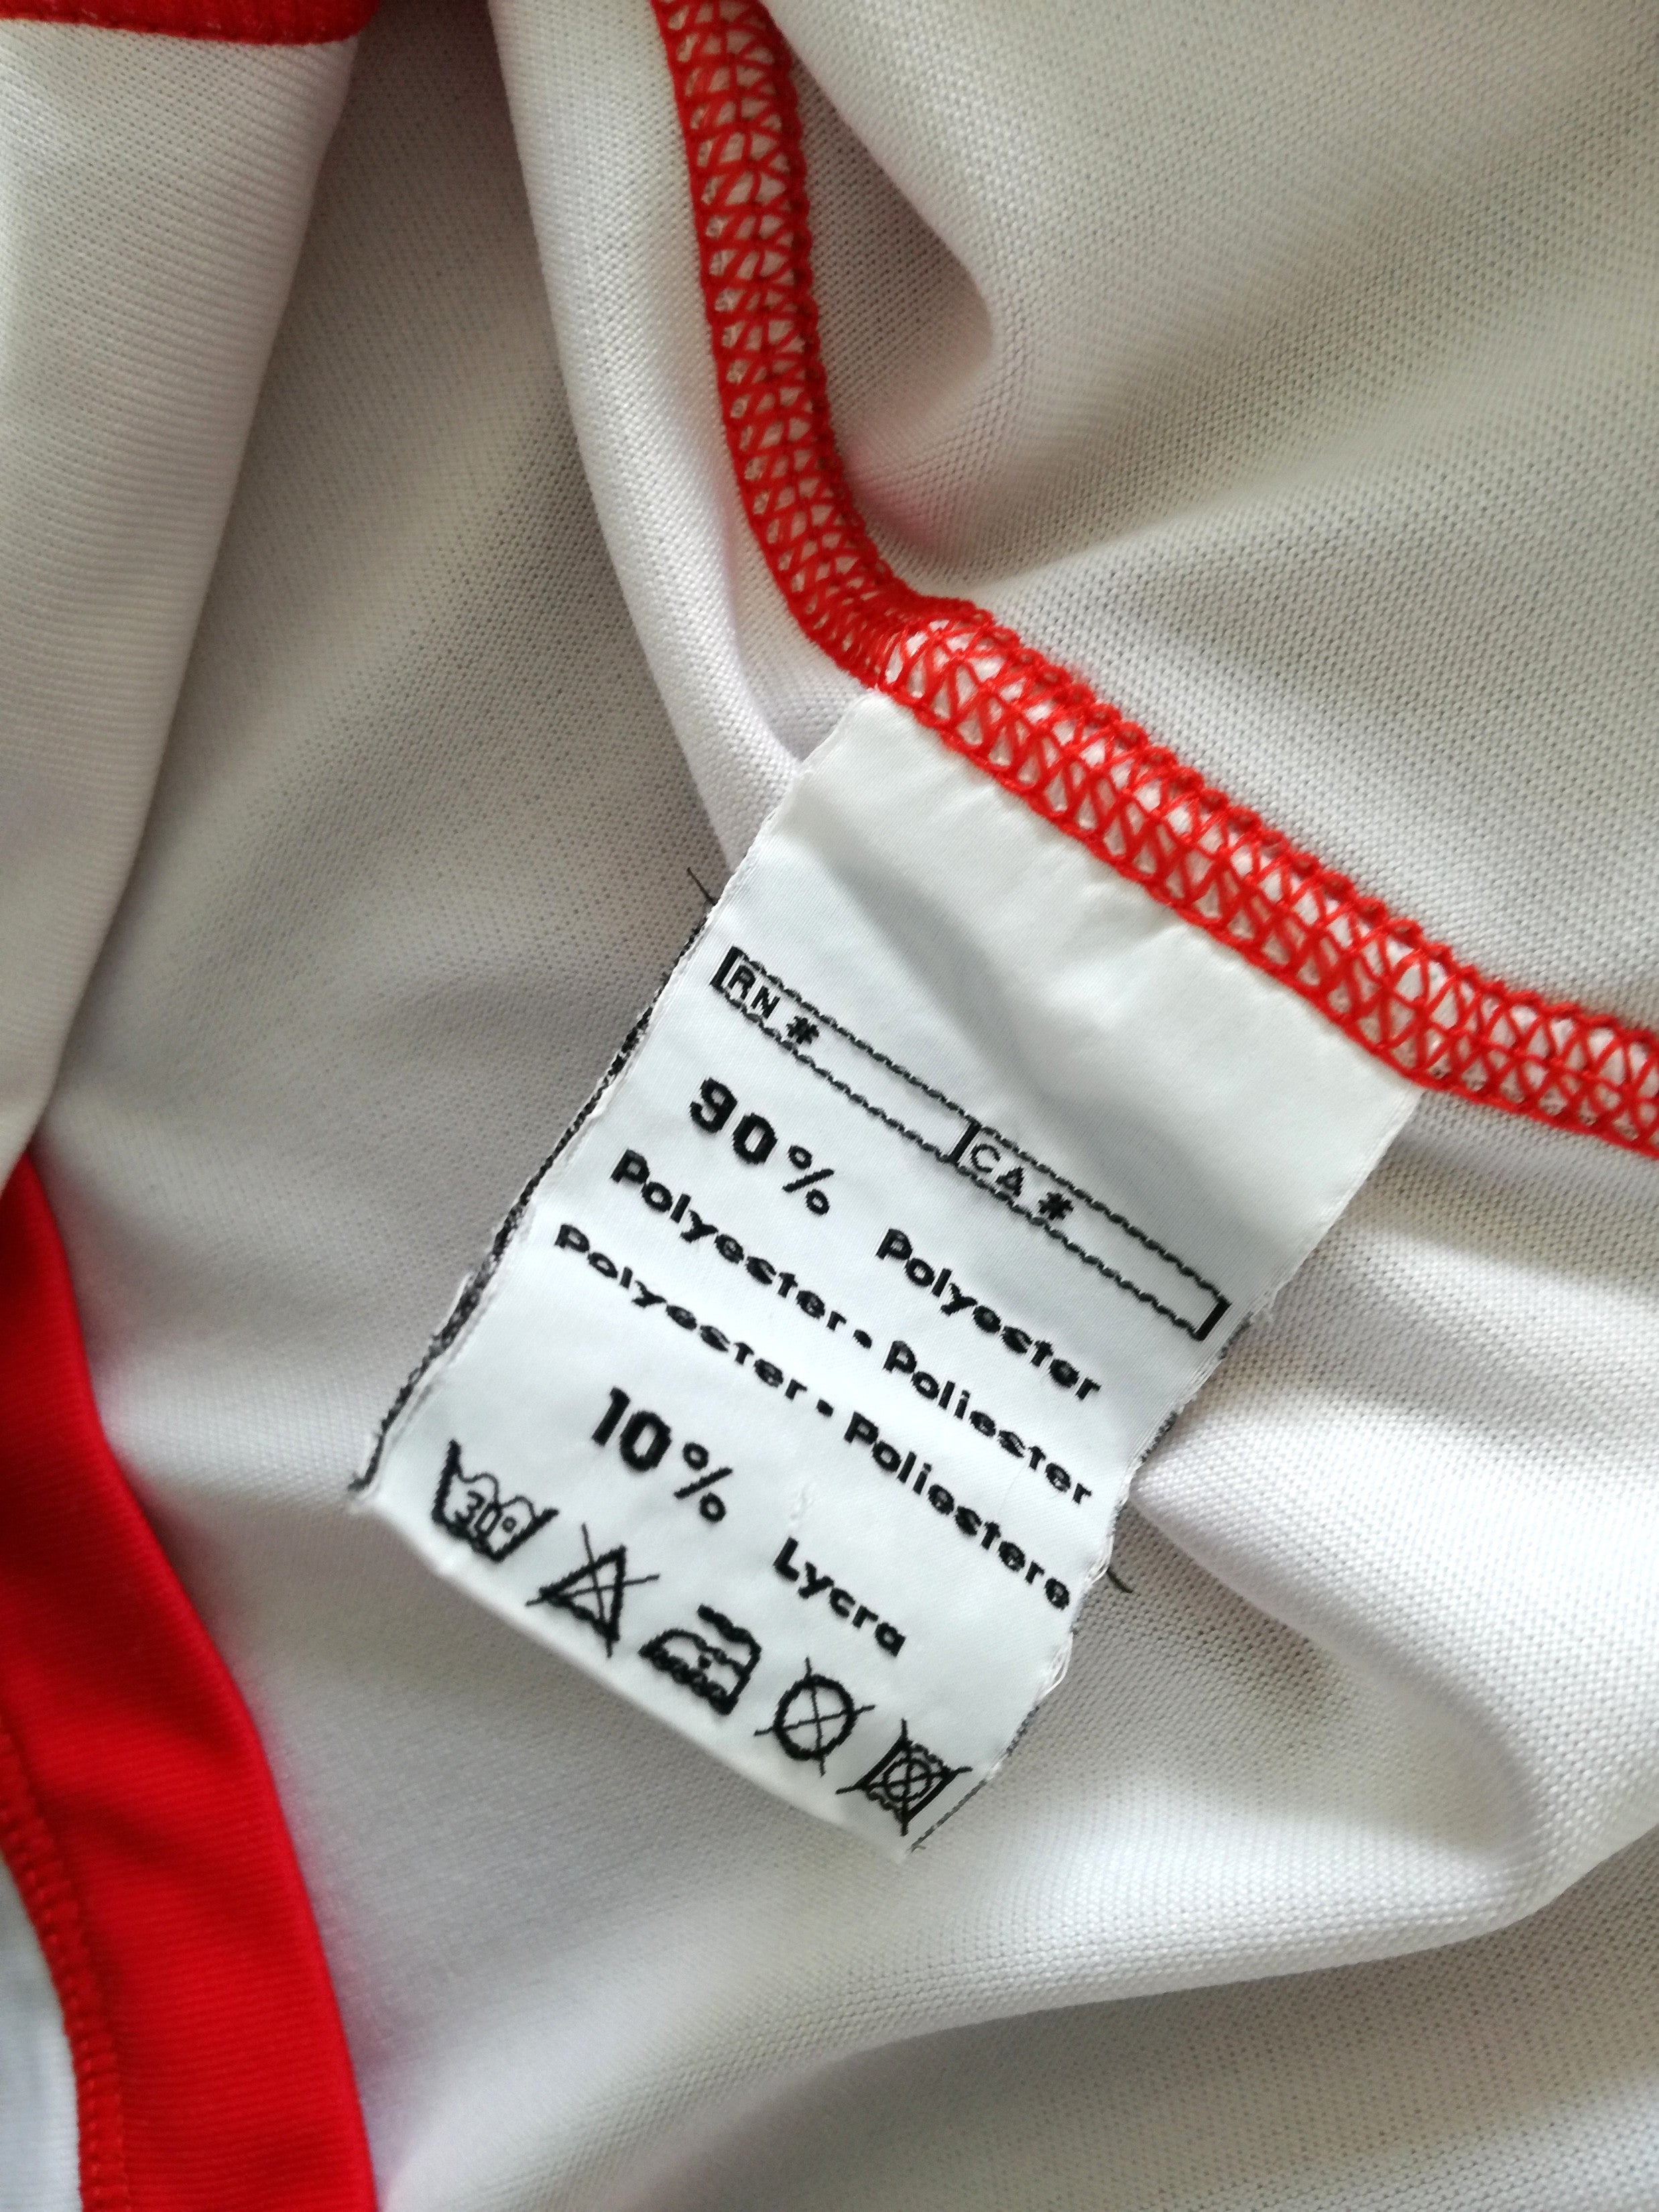 RN # CA #
90% Polyester
Polyester • Poliester
Polyester • Poliestere
10% Lycra
30°